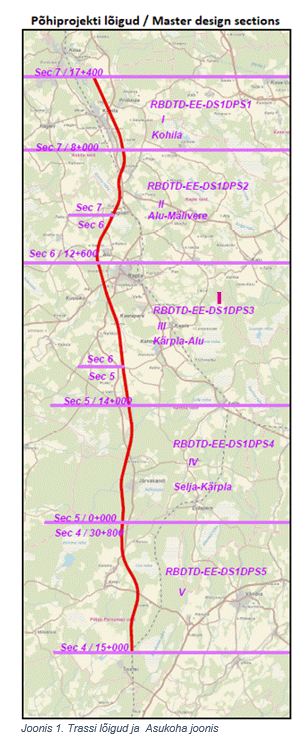 Põhiprojekti lõigud / Master design sections
Sec 7 / 17+400
RBDTD-EE-DS1DPS1
I
Kohila
Sec 7 / 8+000
RBDTD-EE-DS1DPS2
II
Sec 7
Alu-Mälivere
Sec 6
Sec 6 / 12+600
Rapla
RBDTD-EE-DS1DPS3
III
Kärpla-Alu
Sec 6
Sec 5
Sec 5 / 14+000
RBDTD-EE-DS1DPS4
IV
Järvakandi
Selja-Kärpla
Sec 5 / 0+000
Sec 4 / 30+800
RBDTD-EE-DS1DPS5
V
Sec 4 / 15+000
Joonis 1. Trassi lõigud ja Asukoha joonis